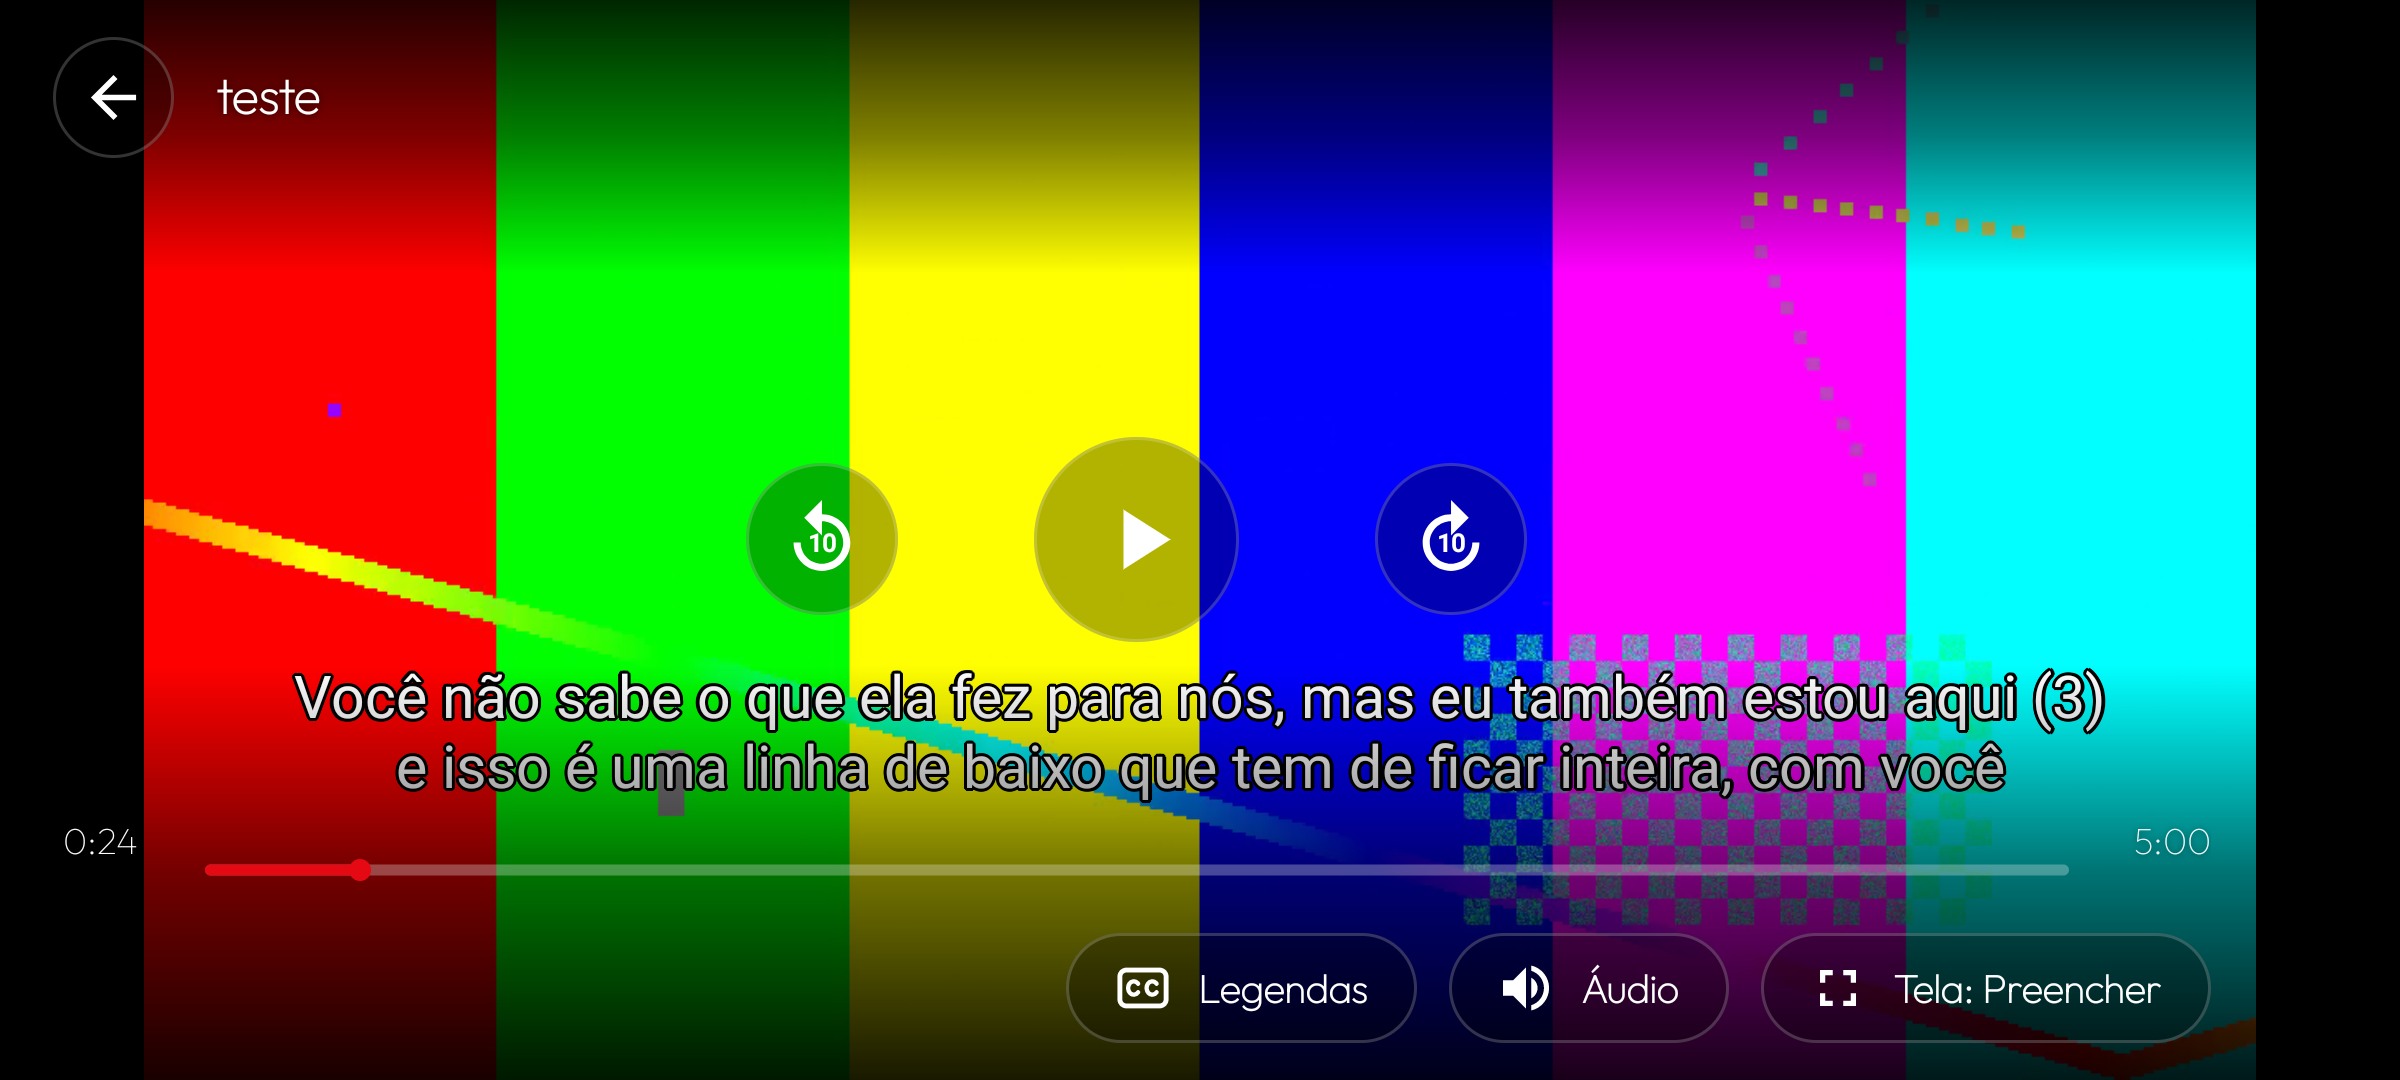 teste
10
10
Você não sabe o que ela fez para nós, mas eu também estou aqui (3)
e isso é uma linha de baixo que tem de ficar inteira, com você
0:24
5:00
CC Legendas
Áudio
Tela: Preencher